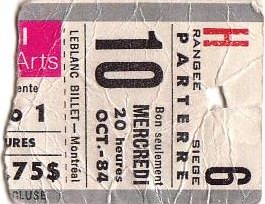 Arts
ente
o 1
URES
.75$
CLUSE
LEBLANC BILLET—Montréal
10
Bon seulement
MERCREDI
20 heures
OCT.-84
PARTERRE
RANGEE SIEGE
H 6